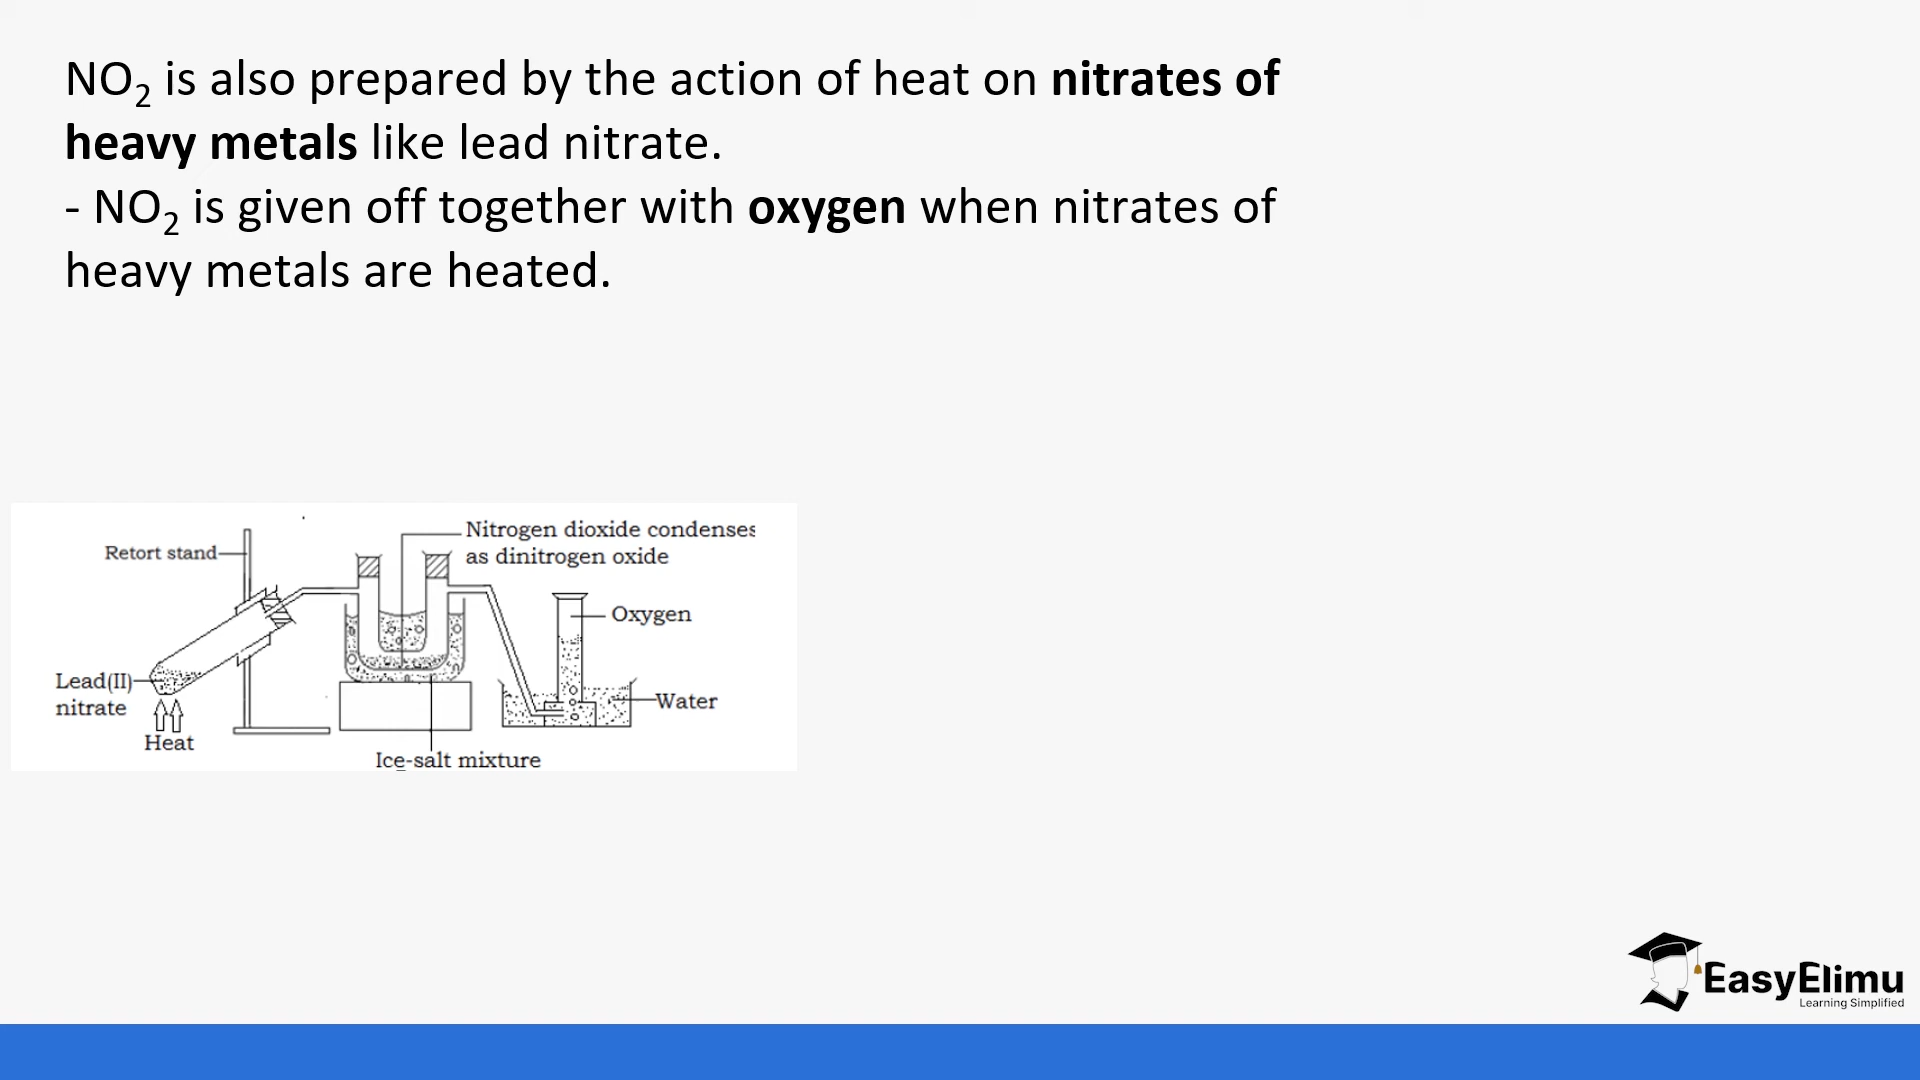 NO₂ is also prepared by the action of heat on nitrates of
heavy metals like lead nitrate.
- NO₂ is given off together with oxygen when nitrates of
heavy metals are heated.
Nitrogen dioxide condenses
as dinitrogen oxide
Retort stand
Oxygen
Lead(II)
nitrate
Water
Heat
Ice-salt mixture
EasyElimu
Learning Simplified